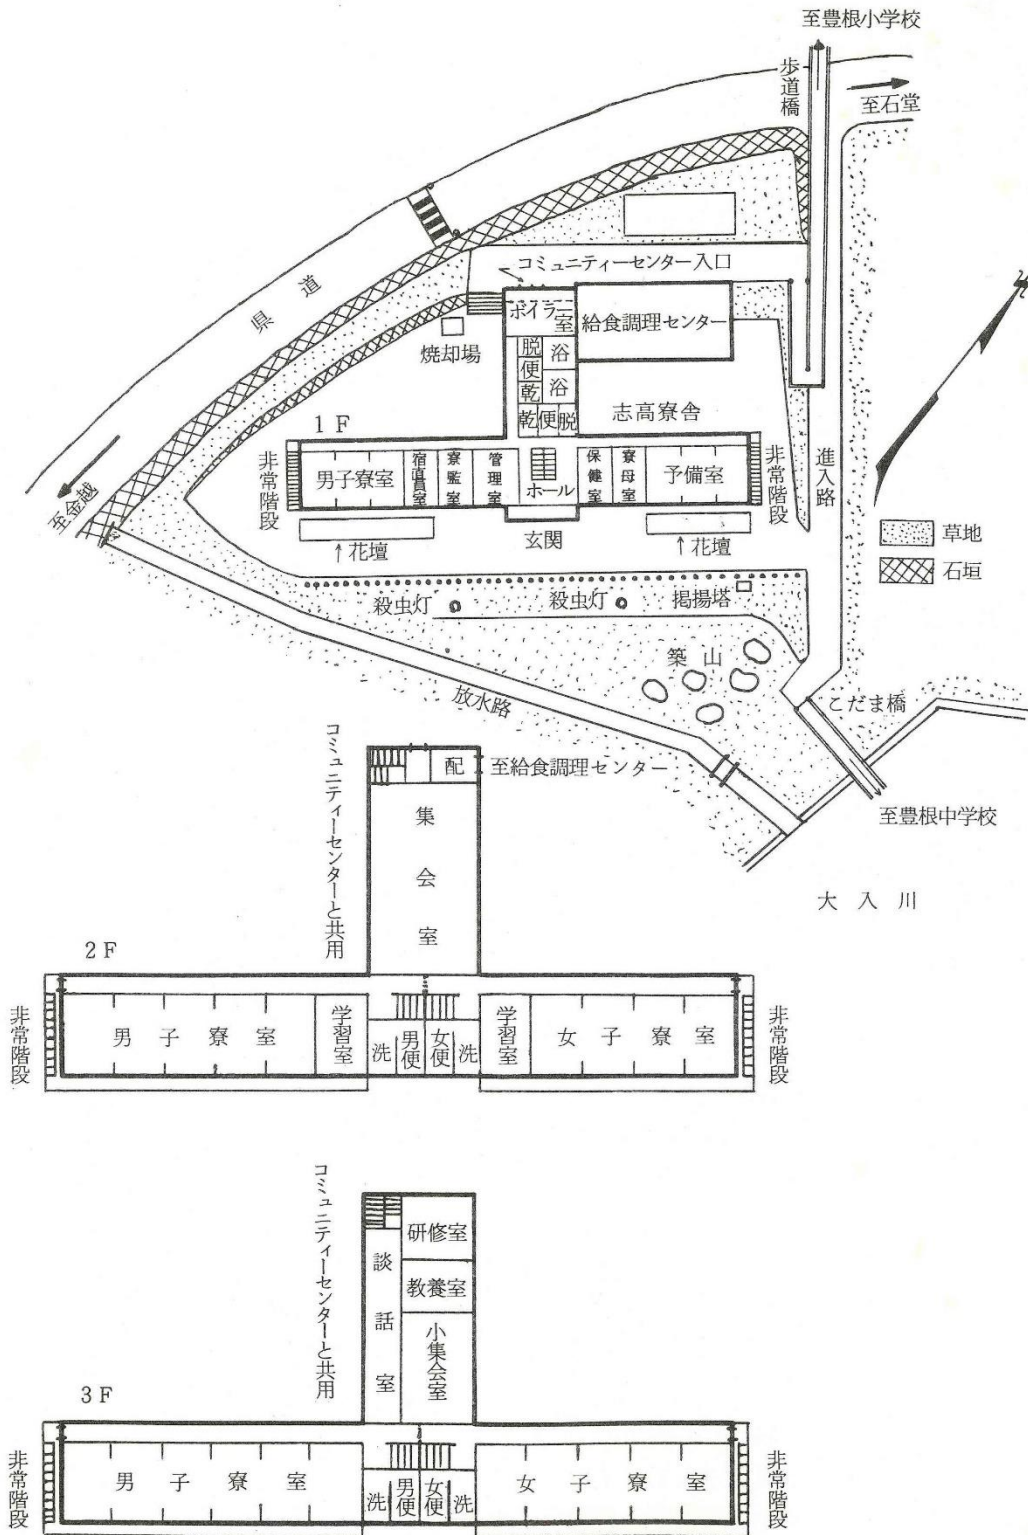 至豊根小学校
歩道橋
至石堂
コミュニティーセンター入口
県道
ボイラー室
給食調理センター
焼却場
脱
浴
便
乾
浴
乾
便
脱
志高寮舎
1F
非常階段
男子寮室
宿直員室
寮監室
管理室
ホール
保健室
寮母室
予備室
非常階段
進入路
至金越
↑花壇
玄関
↑花壇
草地
石垣
殺虫灯
殺虫灯
掲揚塔
築山
放水路
こだま橋
至豊根中学校
大入川
コミュニティーセンターと共用
配
至給食調理センター
集会室
2F
非常階段
男子寮室
学習室
洗
男便
女便
洗
学習室
女子寮室
非常階段
コミュニティーセンターと共用
研修室
談話室
教養室
小集会室
3F
非常階段
男子寮室
洗
男便
女便
洗
女子寮室
非常階段